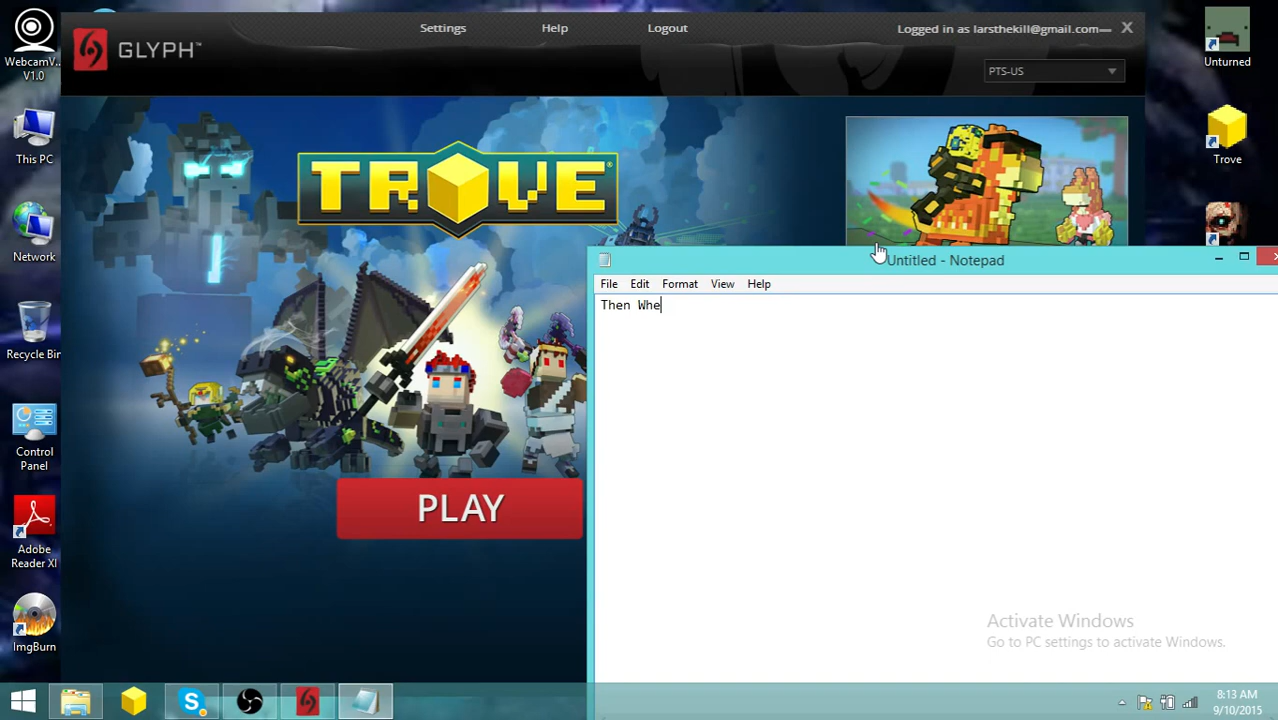 Settings
Help
Logout
Logged in as larsthekill@gmail.com
GLYPH™
PTS-US
TROVE
PLAY
WebcamV...
V1.0
This PC
Network
Recycle Bin
Control
Panel
Adobe
Reader XI
ImgBurn
Unturned
Trove
Untitled - Notepad
File Edit Format View Help
Then Whe
Activate Windows
Go to PC settings to activate Windows.
8:13 AM
9/10/2015